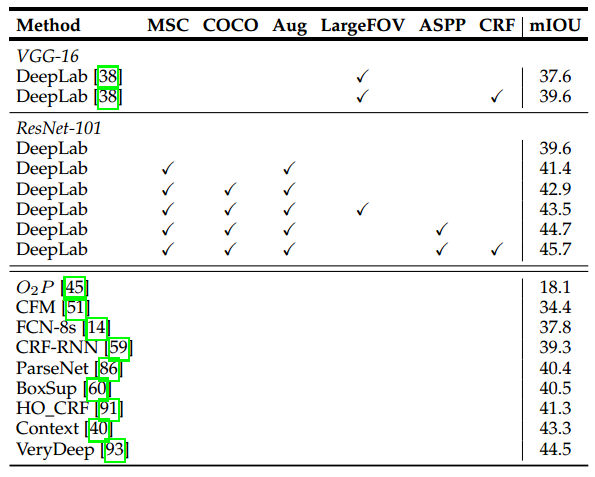 Method MSC COCO Aug LargeFOV ASPP CRF mIOU
VGG-16
DeepLab [38] ✓ 37.6
DeepLab [38] ✓ ✓ 39.6
ResNet-101
DeepLab 39.6
DeepLab ✓ ✓ 41.4
DeepLab ✓ ✓ ✓ 42.9
DeepLab ✓ ✓ ✓ ✓ 43.5
DeepLab ✓ ✓ ✓ ✓ 44.7
DeepLab ✓ ✓ ✓ ✓ ✓ 45.7
O₂P [45] 18.1
CFM [51] 34.4
FCN-8s [14] 37.8
CRF-RNN [59] 39.3
ParseNet [86] 40.4
BoxSup [60] 40.5
HO_CRF [91] 41.3
Context [40] 43.3
VeryDeep [93] 44.5